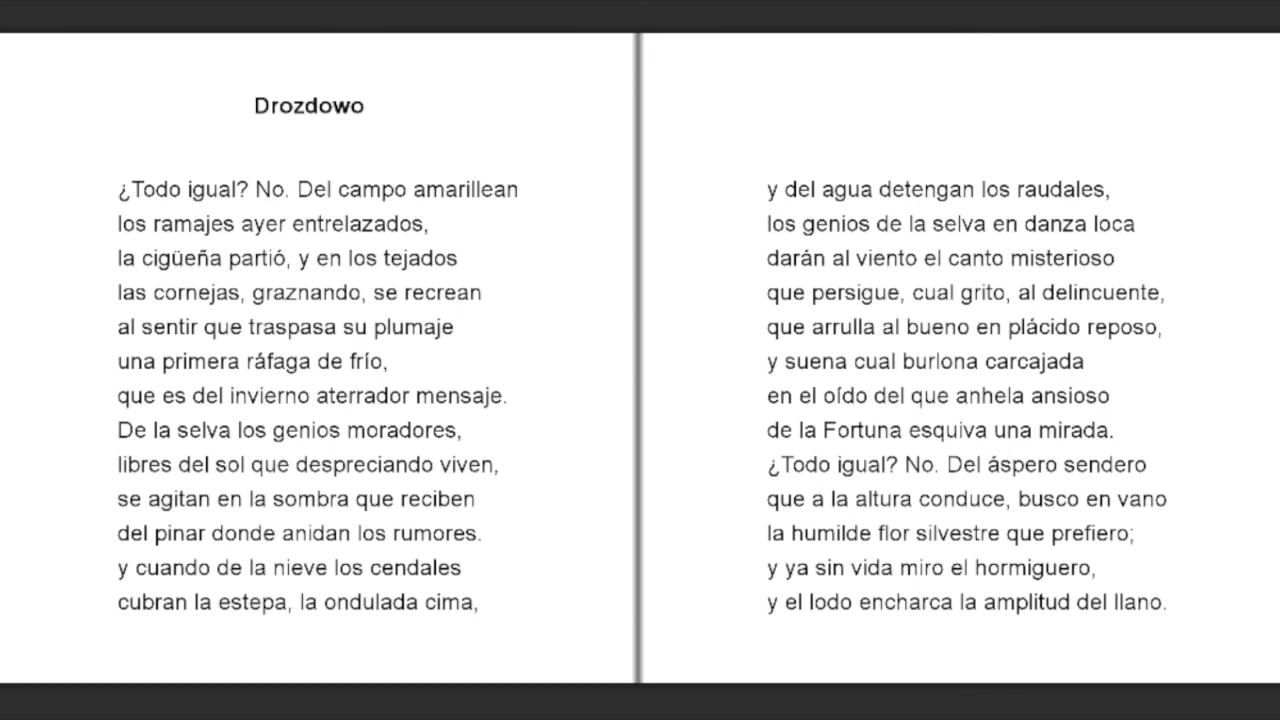 Drozdowo
¿Todo igual? No. Del campo amarillean
los ramajes ayer entrelazados,
la cigüeña partió, y en los tejados
las cornejas, graznando, se recrean
al sentir que traspasa su plumaje
una primera ráfaga de frío,
que es del invierno aterrador mensaje.
De la selva los genios moradores,
libres del sol que despreciando viven,
se agitan en la sombra que reciben
del pinar donde anidan los rumores.
y cuando de la nieve los cendales
cubran la estepa, la ondulada cima,
y del agua detengan los raudales,
los genios de la selva en danza loca
darán al viento el canto misterioso
que persigue, cual grito, al delincuente,
que arrulla al bueno en plácido reposo,
y suena cual burlona carcajada
en el oído del que anhela ansioso
de la Fortuna esquiva una mirada.
¿Todo igual? No. Del áspero sendero
que a la altura conduce, busco en vano
la humilde flor silvestre que prefiero;
y ya sin vida miro el hormiguero,
y el lodo encharca la amplitud del llano.